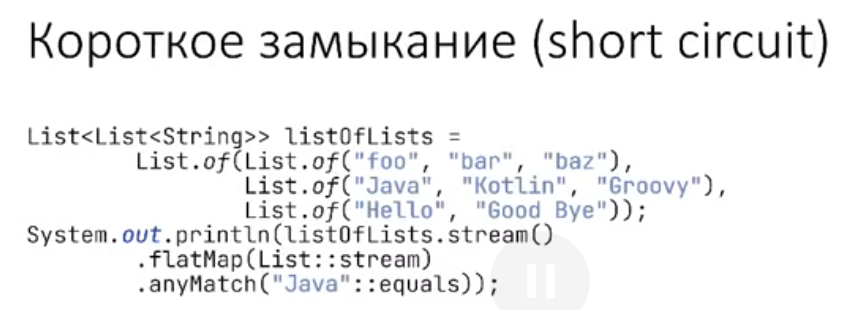 Короткое замыкание (short circuit)
List<List<String>> listOfLists =
List.of(List.of("foo", "bar", "baz"),
List.of("Java", "Kotlin", "Groovy"),
List.of("Hello", "Good Bye"));
System.out.println(listOfLists.stream()
.flatMap(List::stream)
.anyMatch("Java"::equals));